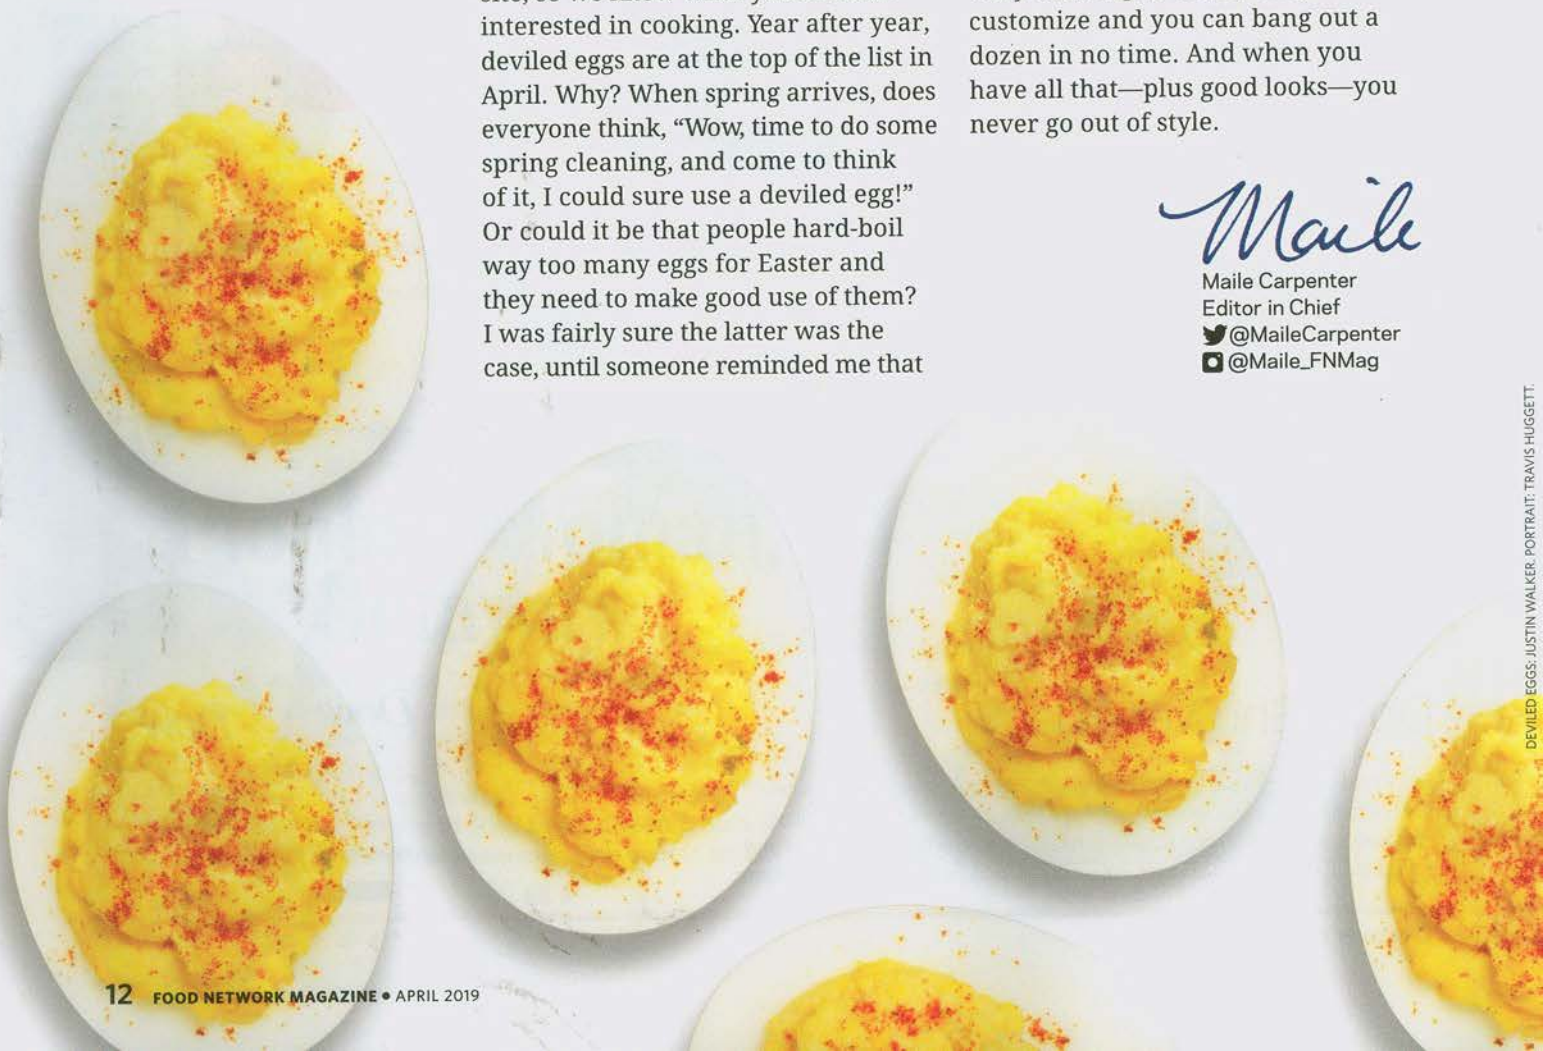 interested in cooking. Year after year,
deviled eggs are at the top of the list in
April. Why? When spring arrives, does
everyone think, “Wow, time to do some
spring cleaning, and come to think
of it, I could sure use a deviled egg!”
Or could it be that people hard-boil
way too many eggs for Easter and
they need to make good use of them?
I was fairly sure the latter was the
case, until someone reminded me that
customize and you can bang out a
dozen in no time. And when you
have all that—plus good looks—you
never go out of style.
Maile
Maile Carpenter
Editor in Chief
@MaileCarpenter
@Maile_FNMag
DEVILED EGGS: JUSTIN WALKER. PORTRAIT: TRAVIS HUGGETT.
12 FOOD NETWORK MAGAZINE ● APRIL 2019